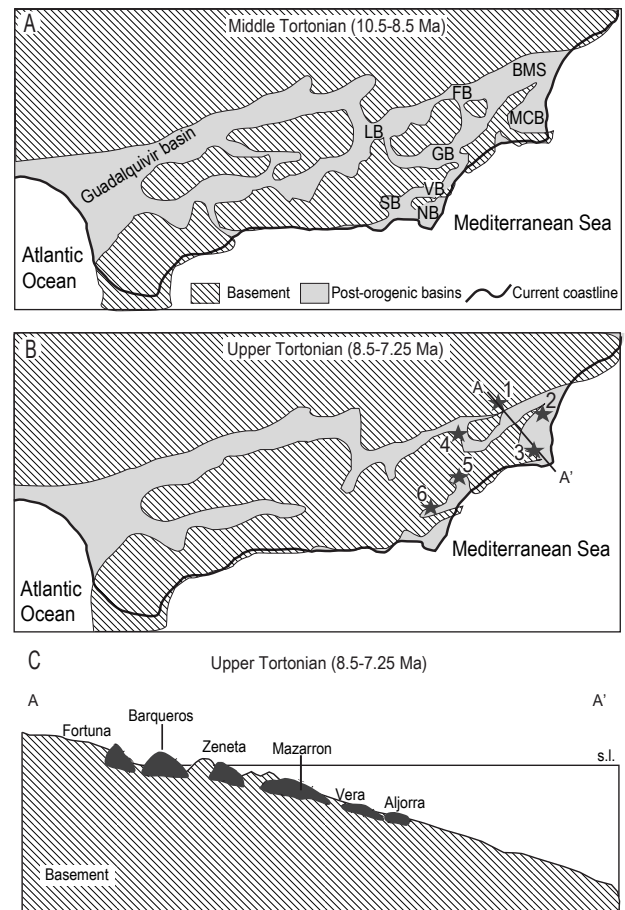 A
Middle Tortonian (10.5-8.5 Ma)
BMS
FB
MCB
LB
GB
Guadalquivir basin
VB
SB
NB
Mediterranean Sea
Atlantic
Ocean
Basement
Post-orogenic basins
Current coastline
B
Upper Tortonian (8.5-7.25 Ma)
A
1
2
4
3
5
A'
6
Mediterranean Sea
Atlantic
Ocean
C
Upper Tortonian (8.5-7.25 Ma)
A
A'
Barqueros
Fortuna
Zeneta
Mazarron
s.l.
Vera
Aljorra
Basement